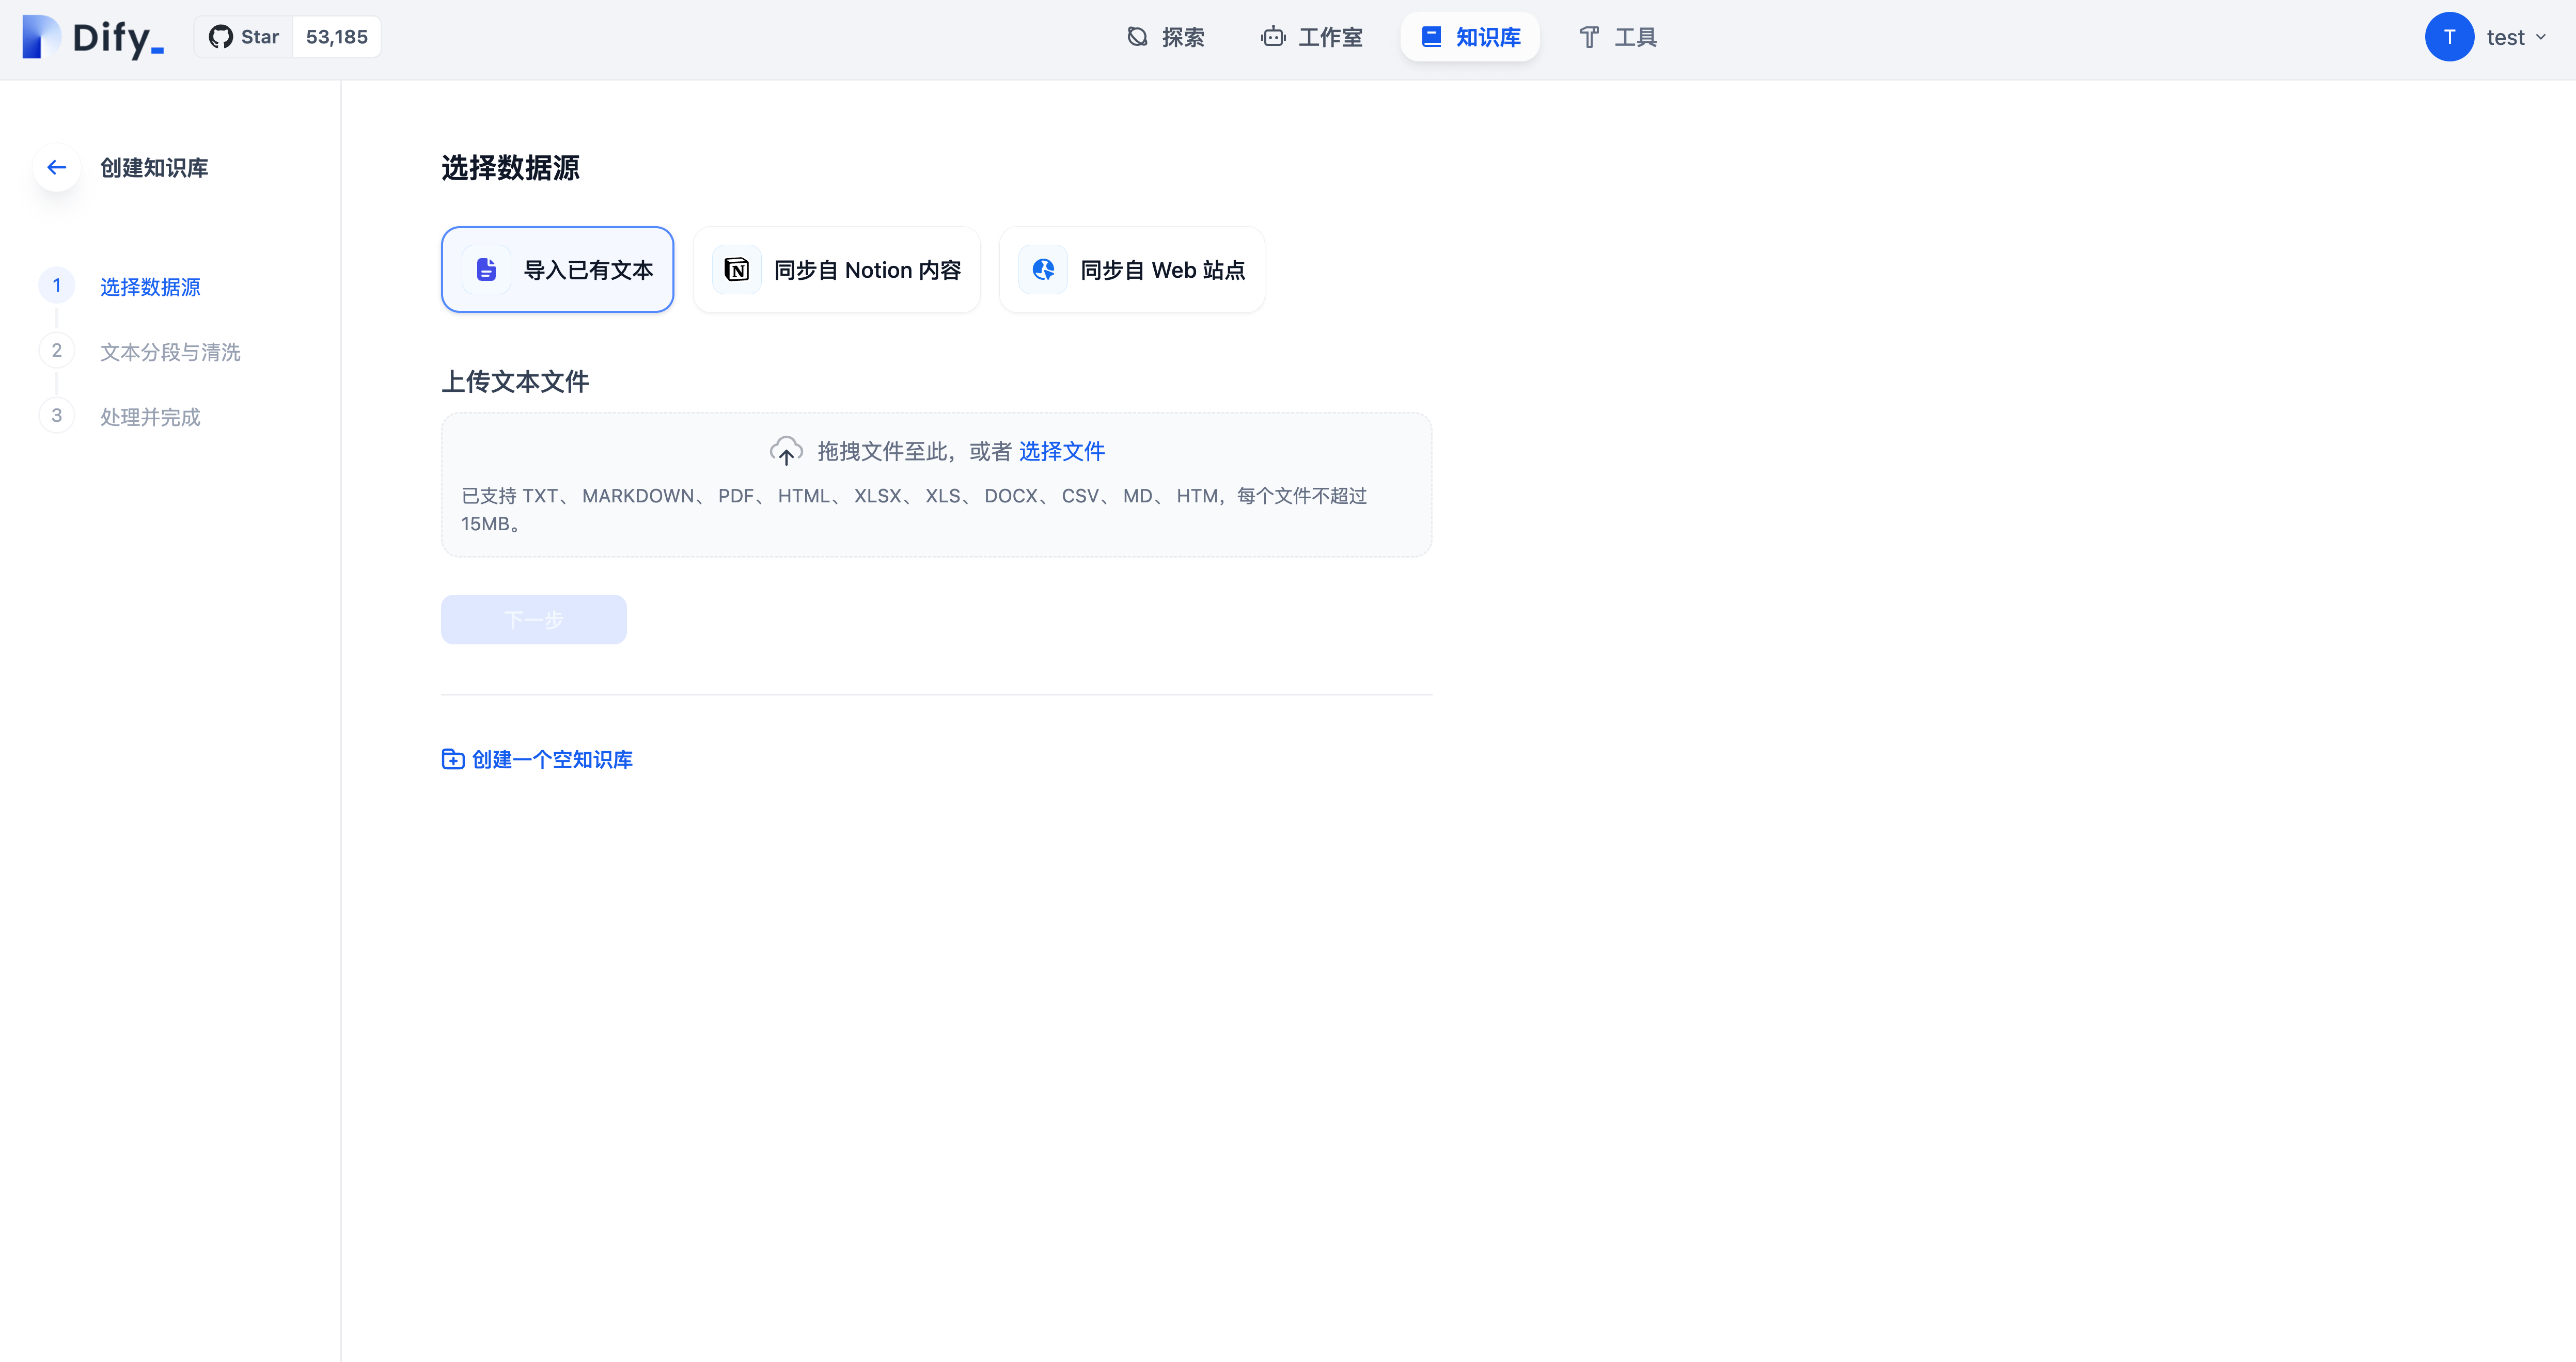 Dify_
Star 53,185
探索
工作室
知识库
工具
T
test
创建知识库
1 选择数据源
2 文本分段与清洗
3 处理并完成
选择数据源
导入已有文本
同步自 Notion 内容
同步自 Web 站点
上传文本文件
拖拽文件至此，或者 选择文件
已支持 TXT、 MARKDOWN、 PDF、 HTML、 XLSX、 XLS、 DOCX、 CSV、 MD、 HTM，每个文件不超过
15MB。
下一步
创建一个空知识库